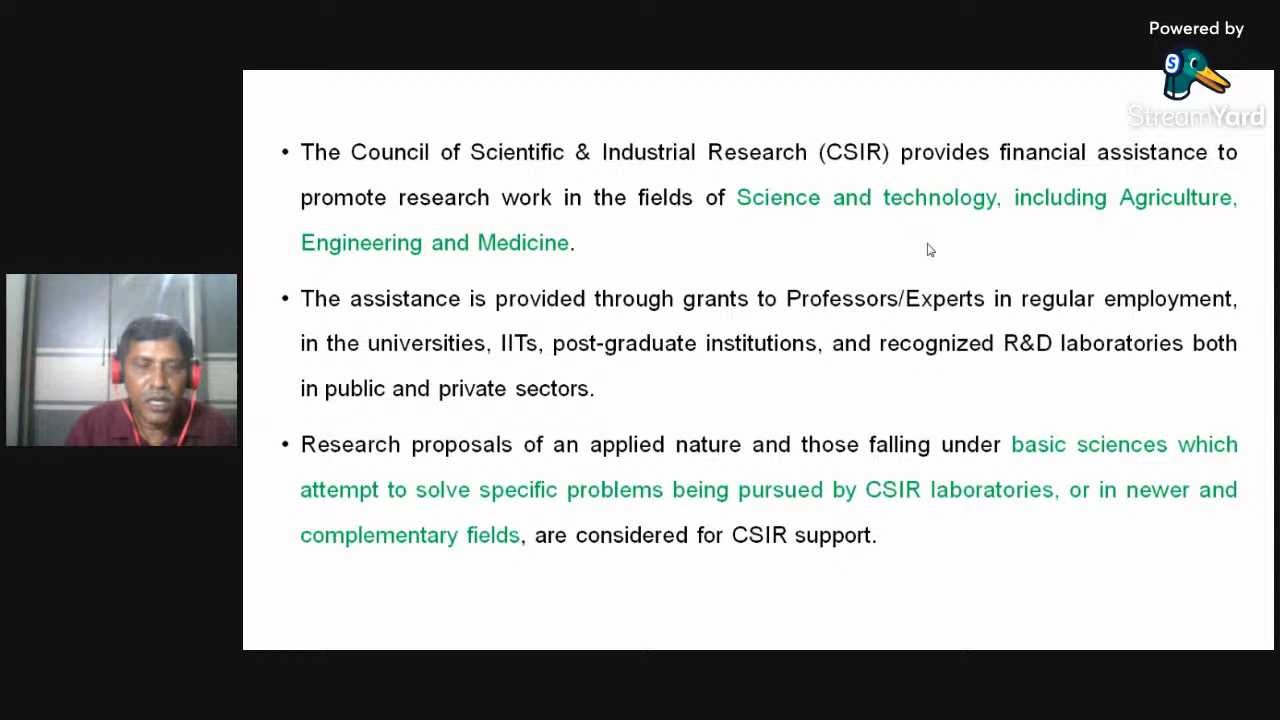 Powered by
S
StreamYard
• The Council of Scientific & Industrial Research (CSIR) provides financial assistance to
promote research work in the fields of Science and technology, including Agriculture,
Engineering and Medicine.
• The assistance is provided through grants to Professors/Experts in regular employment,
in the universities, IITs, post-graduate institutions, and recognized R&D laboratories both
in public and private sectors.
• Research proposals of an applied nature and those falling under basic sciences which
attempt to solve specific problems being pursued by CSIR laboratories, or in newer and
complementary fields, are considered for CSIR support.